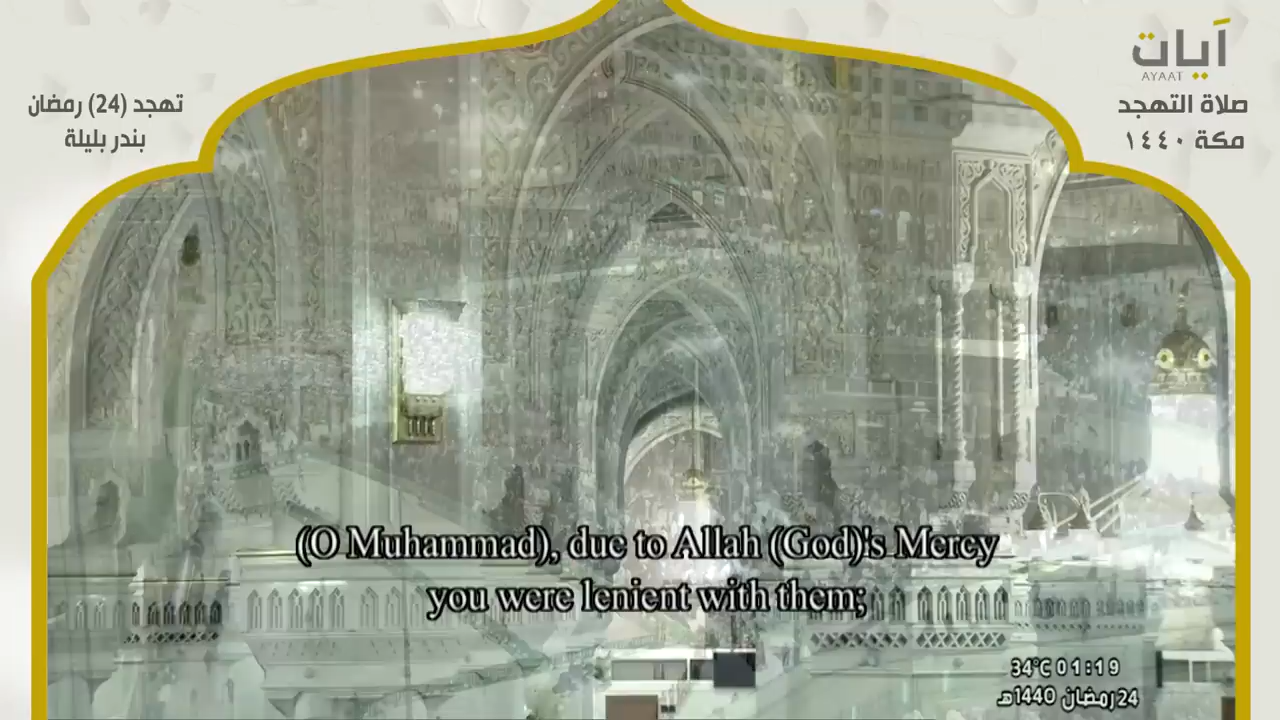 آيات
AYAAT
صلاة التهجد
مكة ١٤٤٠
تهجد (24) رمضان
بندر بليلة
(O Muhammad), due to Allah (God)'s Mercy
you were lenient with them;
34°C 01:19
24 رمضان 1440هـ